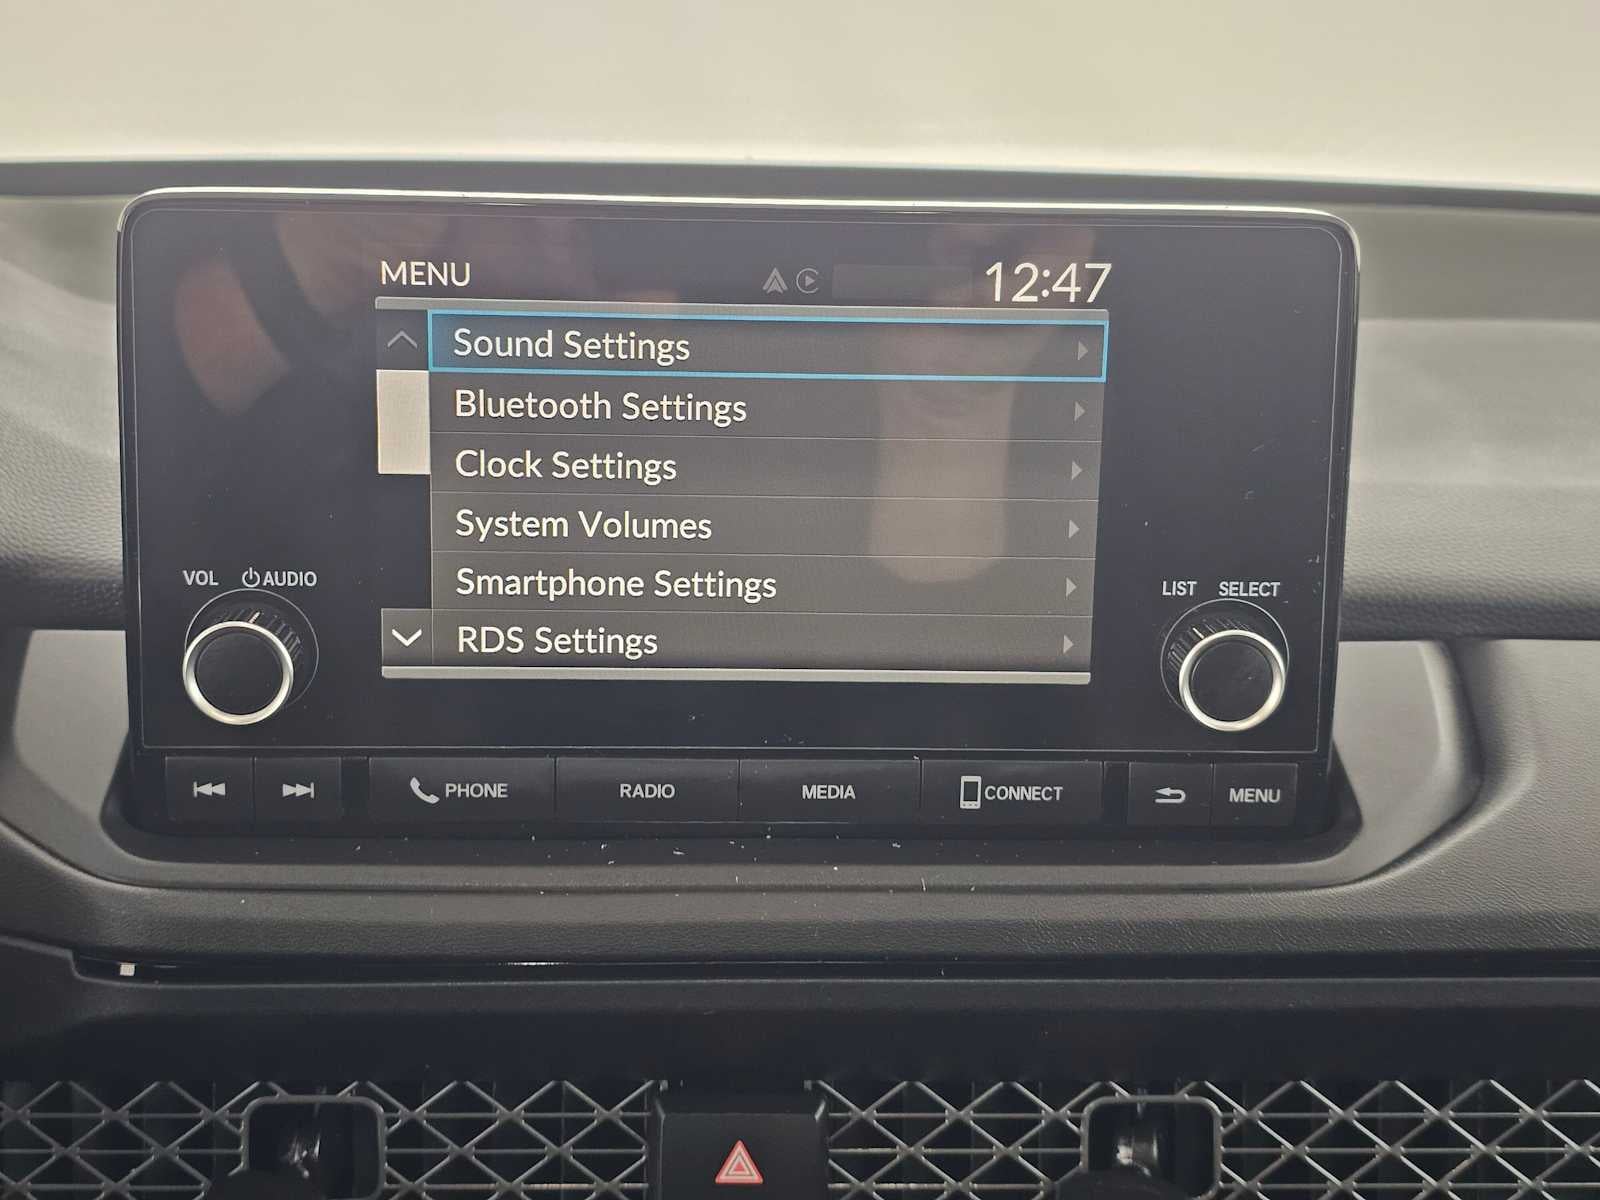 MENU 12:47
Sound Settings
Bluetooth Settings
Clock Settings
System Volumes
Smartphone Settings
RDS Settings
VOL AUDIO
LIST SELECT
PHONE RADIO MEDIA CONNECT MENU